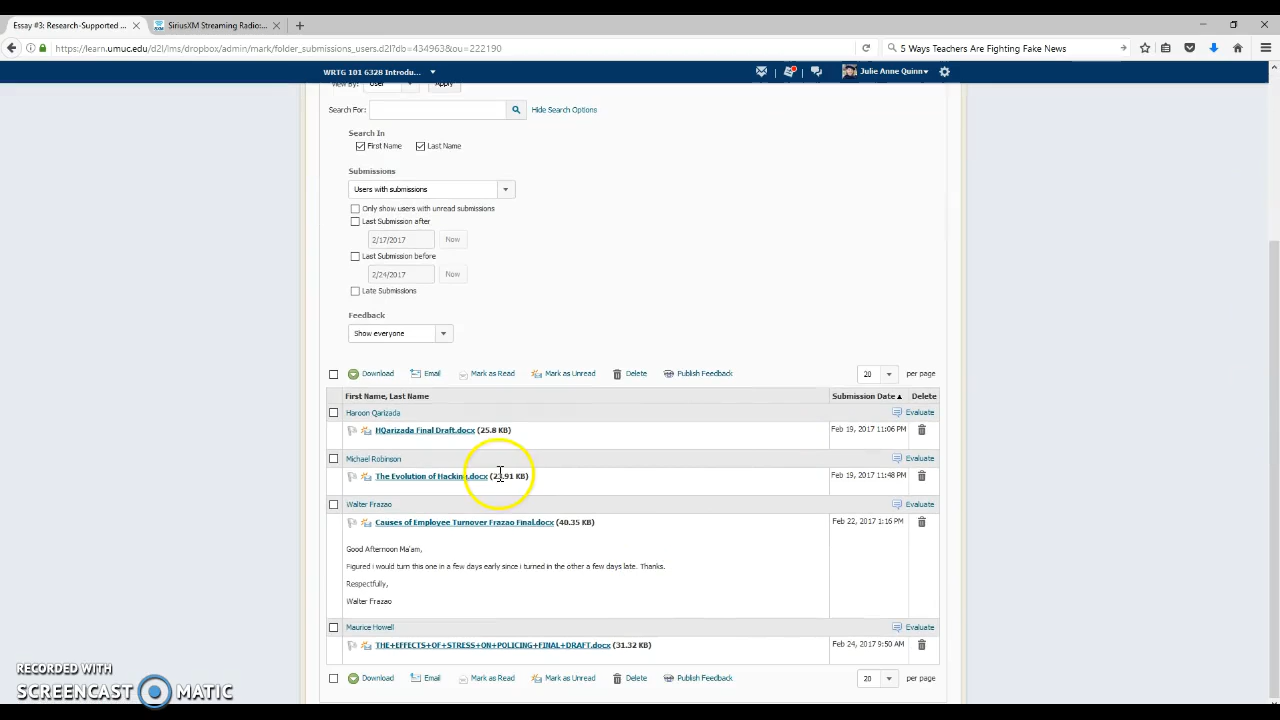 Essay #3: Research-Supported ...
SiriusXM Streaming Radio:...
https://learn.umuc.edu/d2l/lms/dropbox/admin/mark/folder_submissions_users.d2l?db=434963&ou=222190
5 Ways Teachers Are Fighting Fake News
WRTG 101 6328 Introdu...
Julie Anne Quinn
View By: User Apply
Search For: Hide Search Options
Search In
First Name Last Name
Submissions
Users with submissions
Only show users with unread submissions
Last Submission after
2/17/2017 Now
Last Submission before
2/24/2017 Now
Late Submissions
Feedback
Show everyone
Download Email Mark as Read Mark as Unread Delete Publish Feedback 20 per page
First Name, Last Name Submission Date Delete
Haroon Qarizada Evaluate
HQarizada Final Draft.docx (25.8 KB) Feb 19, 2017 11:06 PM
Michael Robinson Evaluate
The Evolution of Hacking.docx Feb 19, 2017 11:48 PM
Walter Frazao Evaluate
Causes of Employee Turnover Frazao Final.docx (40.35 KB) Feb 22, 2017 1:16 PM
Good Afternoon Ma'am,
Figured i would turn this one in a few days early since i turned in the other a few days late. Thanks.
Respectfully,
Walter Frazao
Maurice Howell Evaluate
THE+EFFECTS+OF+STRESS+ON+POLICING+FINAL+DRAFT.docx (31.32 KB) Feb 24, 2017 9:50 AM
Download Email Mark as Read Mark as Unread Delete Publish Feedback 20 per page
RECORDED WITH
SCREENCAST MATIC